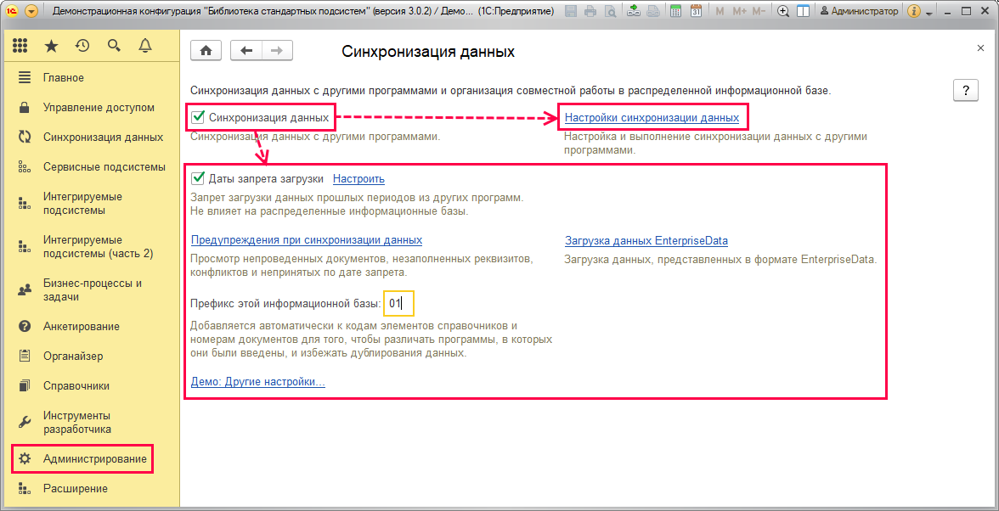 Демонстрационная конфигурация "Библиотека стандартных подсистем" (версия 3.0.2) / Демо... (1С:Предприятие)
31
M M+ M-
Администратор
Главное
Управление доступом
Синхронизация данных
Сервисные подсистемы
Интегрируемые
подсистемы
Интегрируемые
подсистемы (часть 2)
Бизнес-процессы и
задачи
Анкетирование
Органайзер
Справочники
Инструменты
разработчика
Администрирование
Расширение
Синхронизация данных
?
Синхронизация данных с другими программами и организация совместной работы в распределенной информационной базе.
Синхронизация данных
Настройки синхронизации данных
Синхронизация данных с другими программами.
Настройка и выполнение синхронизации данных с другими
программами.
Даты запрета загрузки Настроить
Запрет загрузки данных прошлых периодов из других программ.
Не влияет на распределенные информационные базы.
Предупреждения при синхронизации данных
Загрузка данных EnterpriseData
Просмотр непроведенных документов, незаполненных реквизитов,
конфликтов и непринятых по дате запрета.
Загрузка данных, представленных в формате EnterpriseData.
Префикс этой информационной базы: 01
Добавляется автоматически к кодам элементов справочников и
номерам документов для того, чтобы различать программы, в которых
они были введены, и избежать дублирования данных.
Демо: Другие настройки...